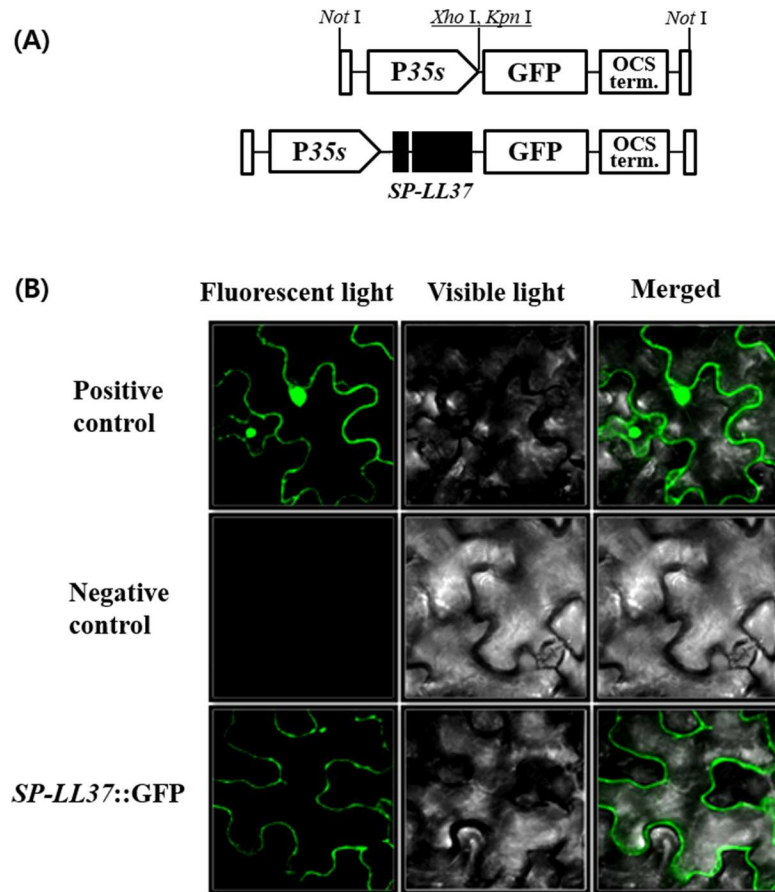 (A)
Not I
Xho I, Kpn I
Not I
P35s
GFP
OCS
term.
P35s
GFP
OCS
term.
SP-LL37
(B)
Fluorescent light
Visible light
Merged
Positive
control
Negative
control
SP-LL37::GFP